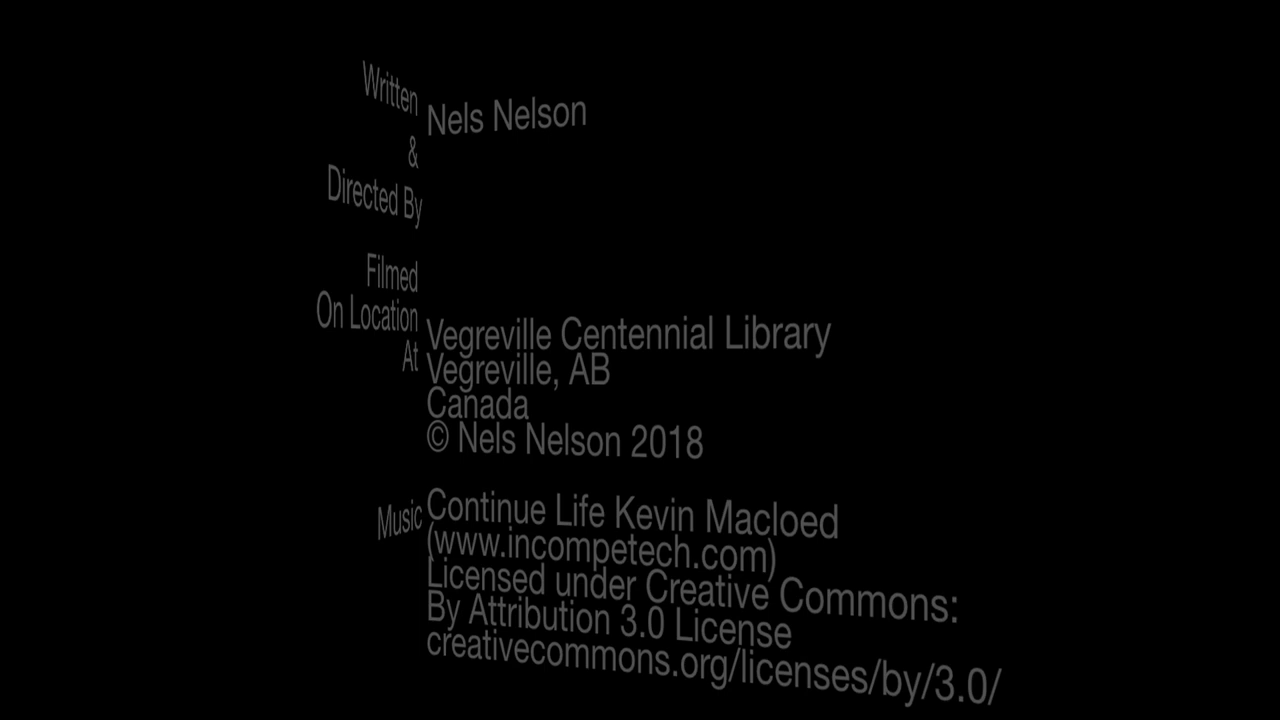 Written
&
Directed By
Nels Nelson
Filmed
On Location
At
Vegreville Centennial Library
Vegreville, AB
Canada
© Nels Nelson 2018
Music
Continue Life Kevin Macloed
(www.incompetech.com)
Licensed under Creative Commons:
By Attribution 3.0 License
creativecommons.org/licenses/by/3.0/